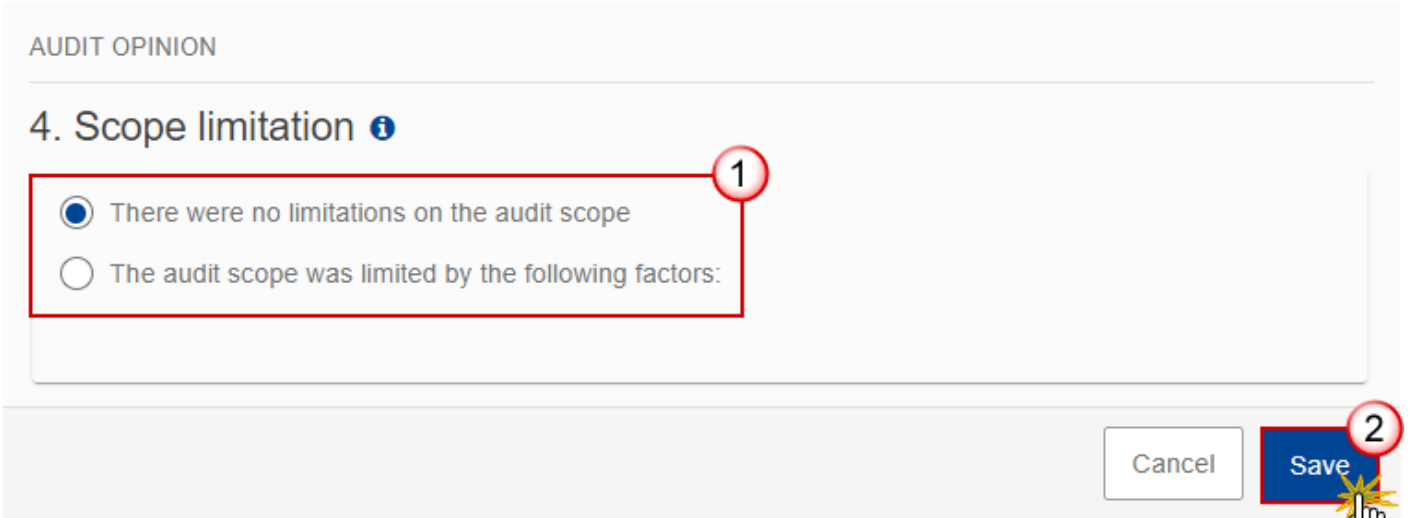 AUDIT OPINION
4. Scope limitation
1
There were no limitations on the audit scope
The audit scope was limited by the following factors:
2
Cancel
Save